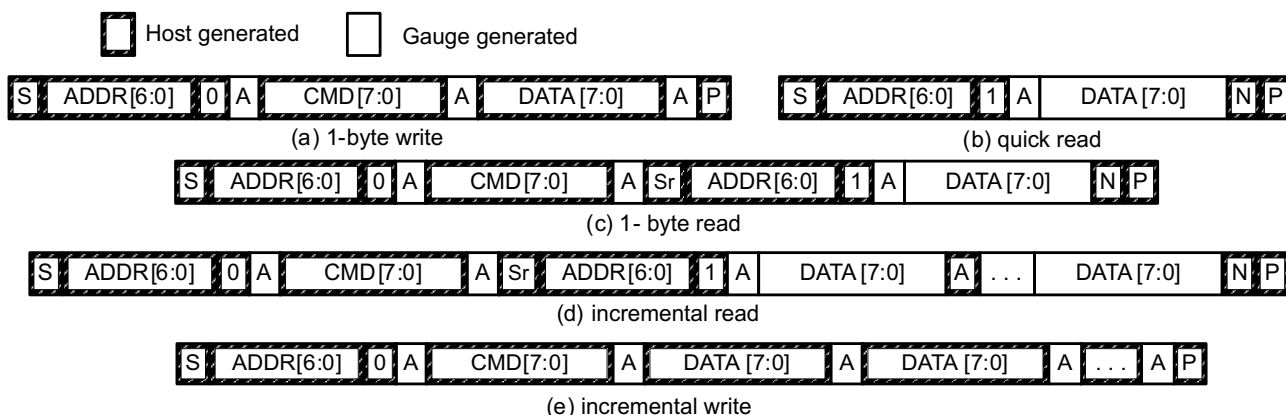 Host generated Gauge generated
S ADDR[6:0] 0 A CMD[7:0] A DATA[7:0] A P S ADDR[6:0] 1 A DATA[7:0] N P
(a) 1-byte write (b) quick read
S ADDR[6:0] 0 A CMD[7:0] A Sr ADDR[6:0] 1 A DATA[7:0] N P
(c) 1- byte read
S ADDR[6:0] 0 A CMD[7:0] A Sr ADDR[6:0] 1 A DATA[7:0] A . . . DATA[7:0] N P
(d) incremental read
S ADDR[6:0] 0 A CMD[7:0] A DATA[7:0] A DATA[7:0] A . . . A P
(e) incremental write